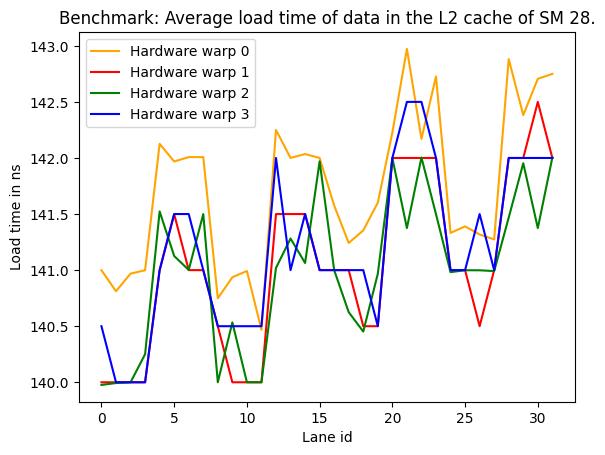 Benchmark: Average load time of data in the L2 cache of SM 28.
Hardware warp 0
Hardware warp 1
Hardware warp 2
Hardware warp 3
Load time in ns
143.0
142.5
142.0
141.5
141.0
140.5
140.0
0 5 10 15 20 25 30
Lane id